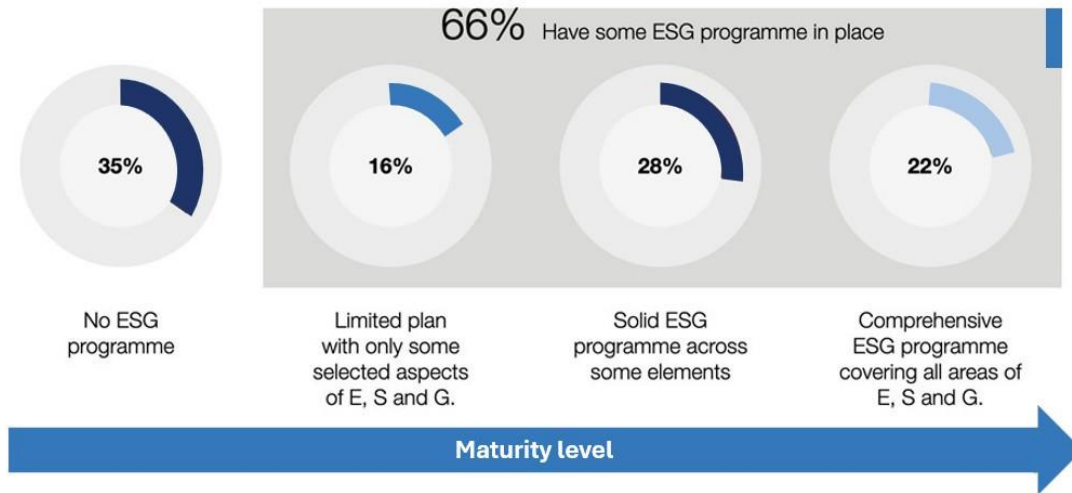 66% Have some ESG programme in place
35%
16%
28%
22%
No ESG
programme
Limited plan
with only some
selected aspects
of E, S and G.
Solid ESG
programme across
some elements
Comprehensive
ESG programme
covering all areas of
E, S and G.
Maturity level